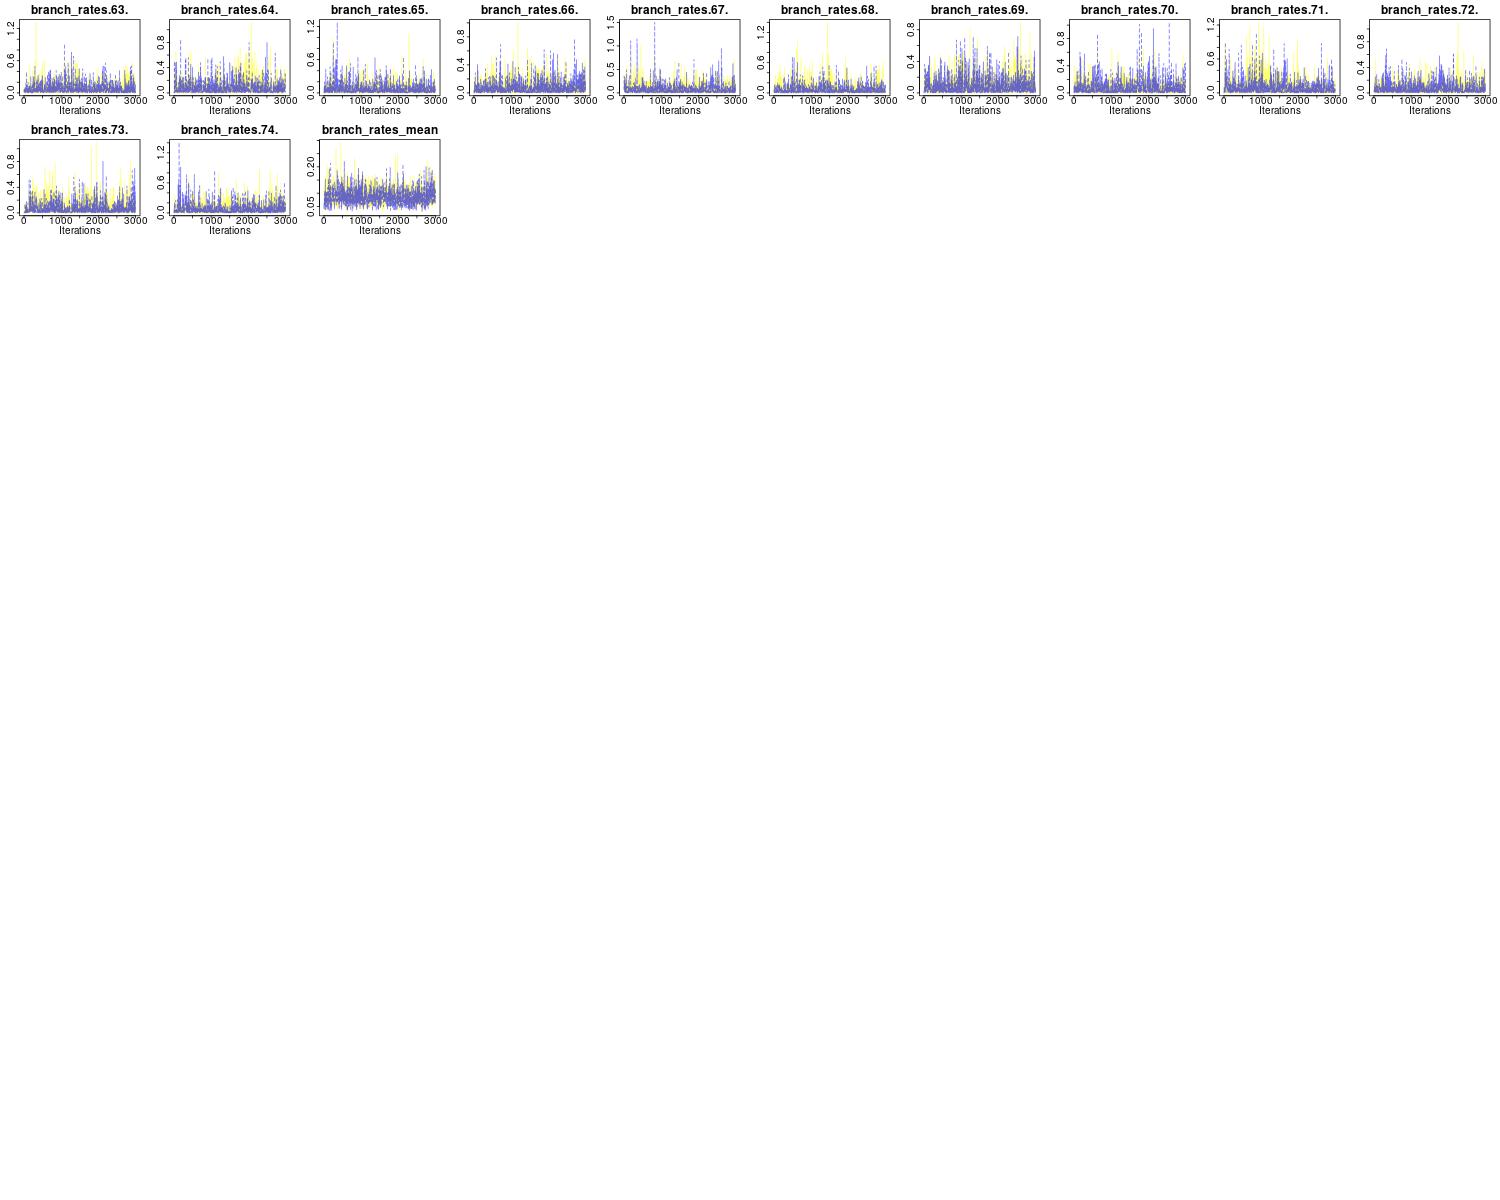 branch_rates.63. branch_rates.64. branch_rates.65. branch_rates.66. branch_rates.67. branch_rates.68. branch_rates.69. branch_rates.70. branch_rates.71. branch_rates.72.
0.0 0.6 1.2 0.0 0.4 0.8 0.0 0.6 1.2 0.0 0.4 0.8 0.0 0.5 1.0 1.5 0.0 0.6 1.2 0.0 0.4 0.8 0.0 0.4 0.8 0.0 0.6 1.2 0.0 0.4 0.8
0 1000 2000 3000 0 1000 2000 3000 0 1000 2000 3000 0 1000 2000 3000 0 1000 2000 3000 0 1000 2000 3000 0 1000 2000 3000 0 1000 2000 3000 0 1000 2000 3000 0 1000 2000 3000
Iterations Iterations Iterations Iterations Iterations Iterations Iterations Iterations Iterations Iterations
branch_rates.73. branch_rates.74. branch_rates_mean
0.0 0.4 0.8 0.0 0.6 1.2 0.05 0.20
0 1000 2000 3000 0 1000 2000 3000 0 1000 2000 3000
Iterations Iterations Iterations